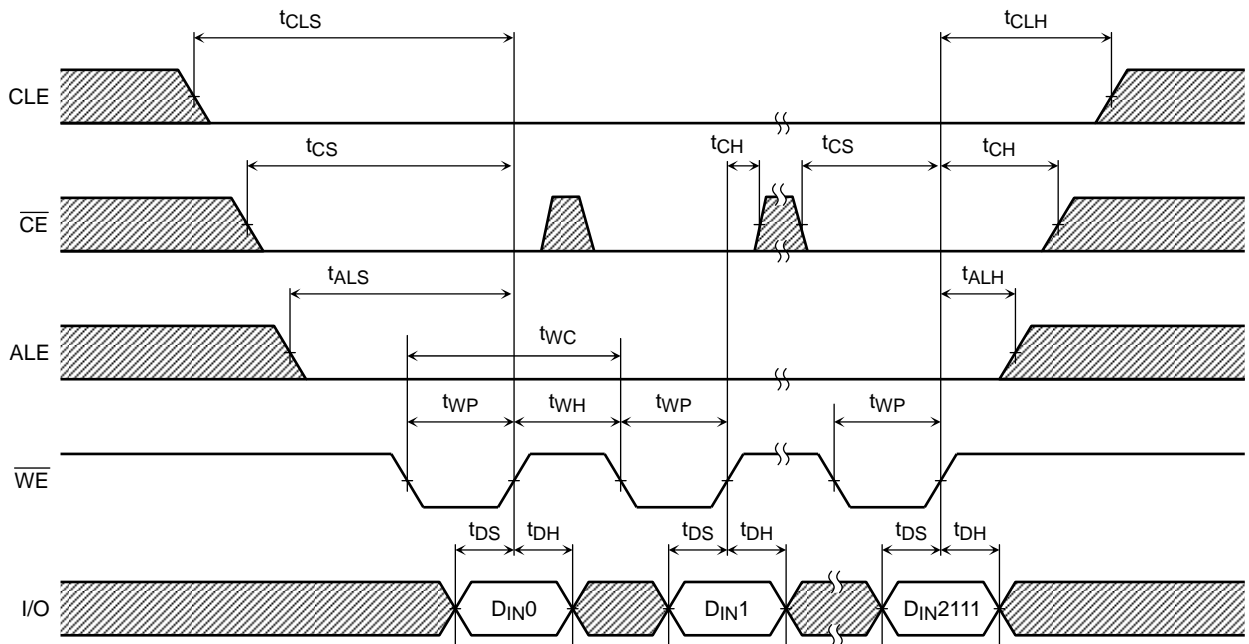 tCLS tCLH
CLE
tCS tCH tCS tCH
CE
tALS tALH
ALE
tWC
tWP tWH tWP tWP
WE
tDS tDH tDS tDH tDS tDH
I/O DIN0 DIN1 DIN2111